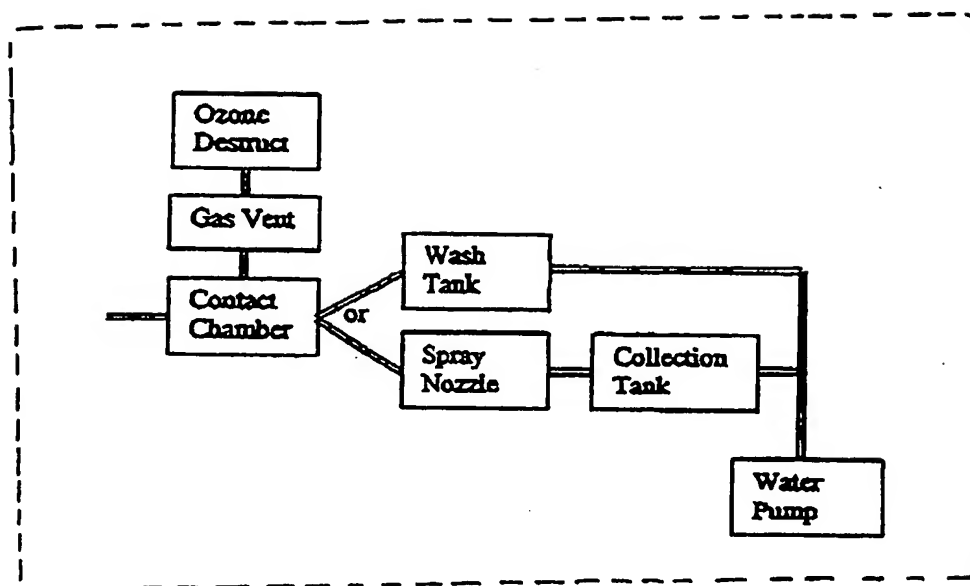 Ozone
Destruct
Gas Vent
Contact
Chamber
or
Wash
Tank
Spray
Nozzle
Collection
Tank
Water
Pump